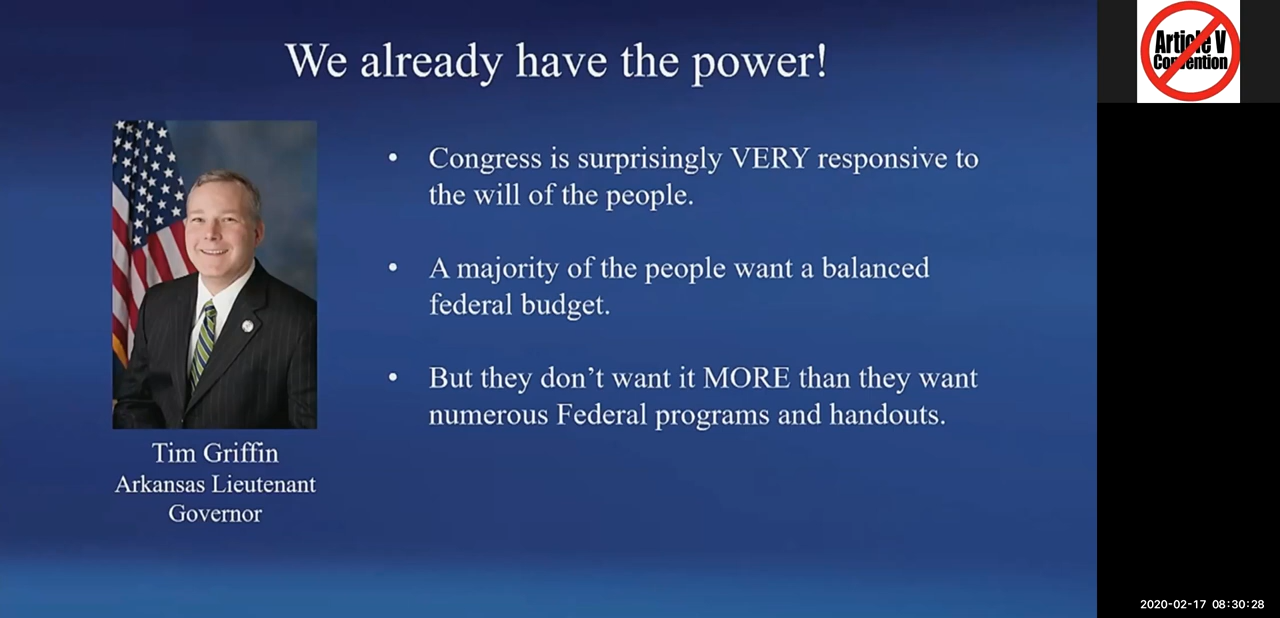 We already have the power!
• Congress is surprisingly VERY responsive to
the will of the people.
• A majority of the people want a balanced
federal budget.
• But they don’t want it MORE than they want
numerous Federal programs and handouts.
Tim Griffin
Arkansas Lieutenant
Governor
Article V
Convention
2020-02-17 08:30:28